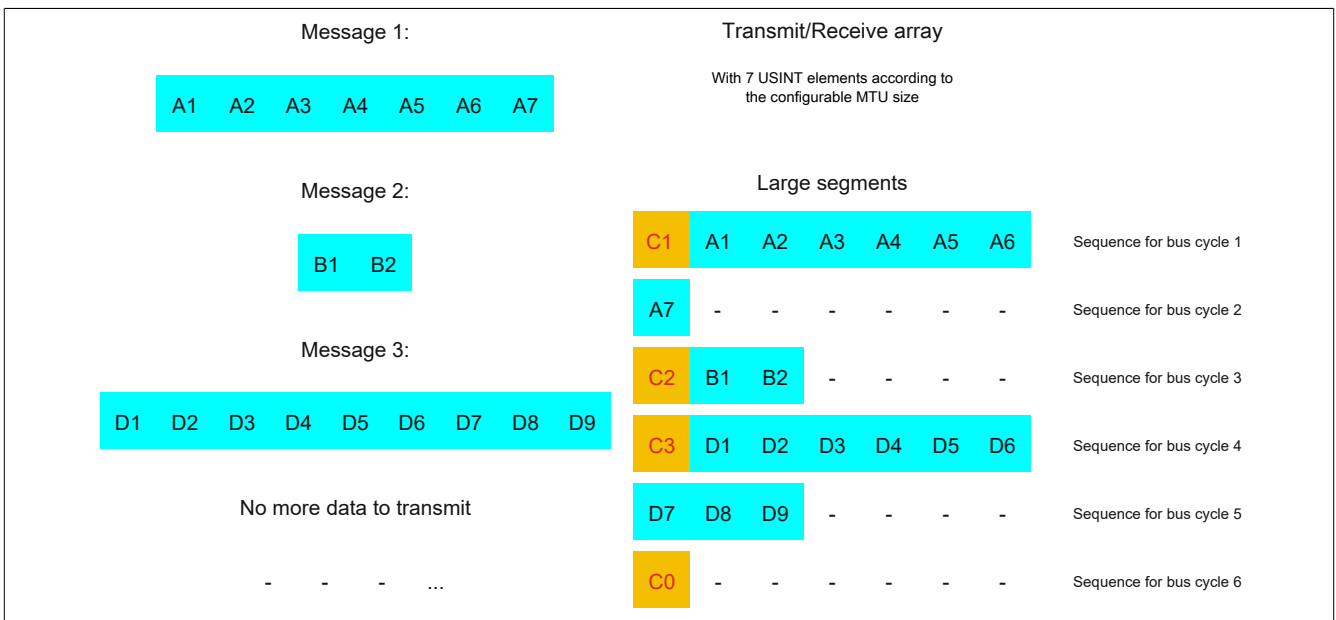 Message 1:
A1 A2 A3 A4 A5 A6 A7
Message 2:
B1 B2
Message 3:
D1 D2 D3 D4 D5 D6 D7 D8 D9
No more data to transmit
- - - ...
Transmit/Receive array
With 7 USINT elements according to
the configurable MTU size
Large segments
C1 A1 A2 A3 A4 A5 A6 Sequence for bus cycle 1
A7 - - - - - - Sequence for bus cycle 2
C2 B1 B2 - - - - Sequence for bus cycle 3
C3 D1 D2 D3 D4 D5 D6 Sequence for bus cycle 4
D7 D8 D9 - - - - Sequence for bus cycle 5
C0 - - - - - - Sequence for bus cycle 6